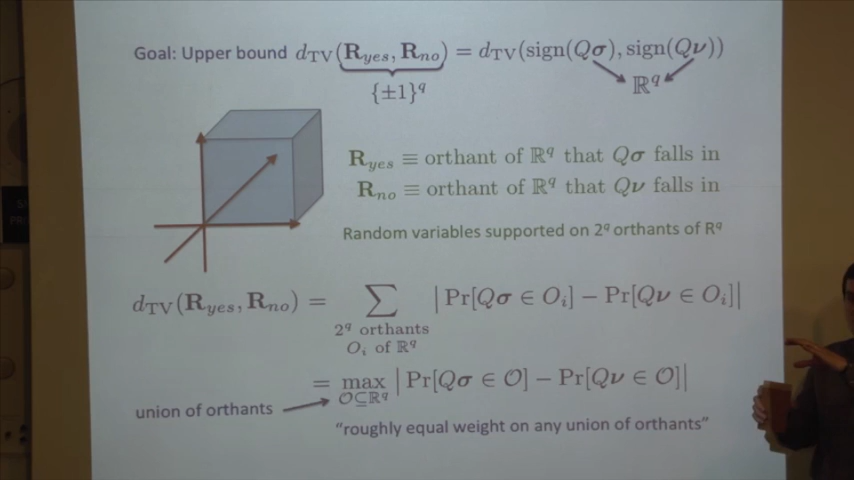 Goal: Upper bound d_TV(R_yes, R_no) = d_TV(sign(Qσ), sign(Qν))
{±1}^q
ℝ^q
R_yes ≡ orthant of ℝ^q that Qσ falls in
R_no ≡ orthant of ℝ^q that Qν falls in
Random variables supported on 2^q orthants of R^q
d_TV(R_yes, R_no) = ∑ |Pr[Qσ ∈ O_i] − Pr[Qν ∈ O_i]|
2^q orthants
O_i of ℝ^q
= max |Pr[Qσ ∈ 𝒪] − Pr[Qν ∈ 𝒪]|
𝒪⊆ℝ^q
union of orthants
"roughly equal weight on any union of orthants"